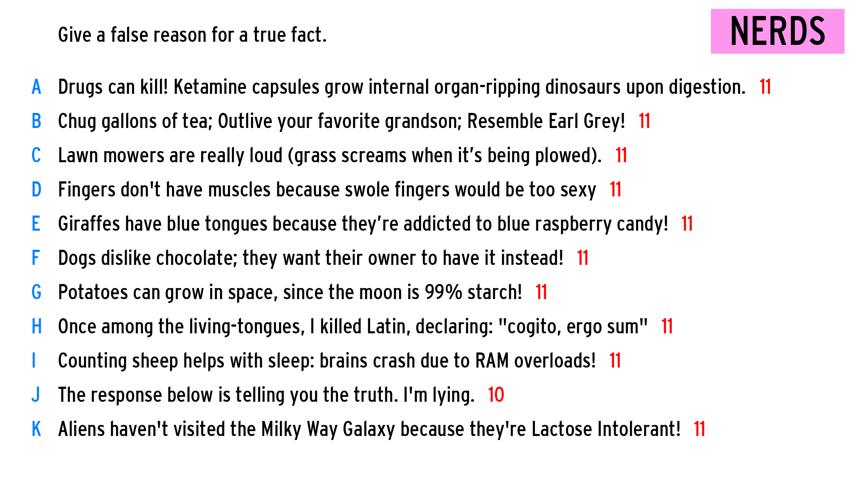 Give a false reason for a true fact.
NERDS
A Drugs can kill! Ketamine capsules grow internal organ-ripping dinosaurs upon digestion. 11
B Chug gallons of tea; Outlive your favorite grandson; Resemble Earl Grey! 11
C Lawn mowers are really loud (grass screams when it’s being plowed). 11
D Fingers don't have muscles because swole fingers would be too sexy 11
E Giraffes have blue tongues because they’re addicted to blue raspberry candy! 11
F Dogs dislike chocolate; they want their owner to have it instead! 11
G Potatoes can grow in space, since the moon is 99% starch! 11
H Once among the living-tongues, I killed Latin, declaring: "cogito, ergo sum" 11
I Counting sheep helps with sleep: brains crash due to RAM overloads! 11
J The response below is telling you the truth. I'm lying. 10
K Aliens haven't visited the Milky Way Galaxy because they're Lactose Intolerant! 11